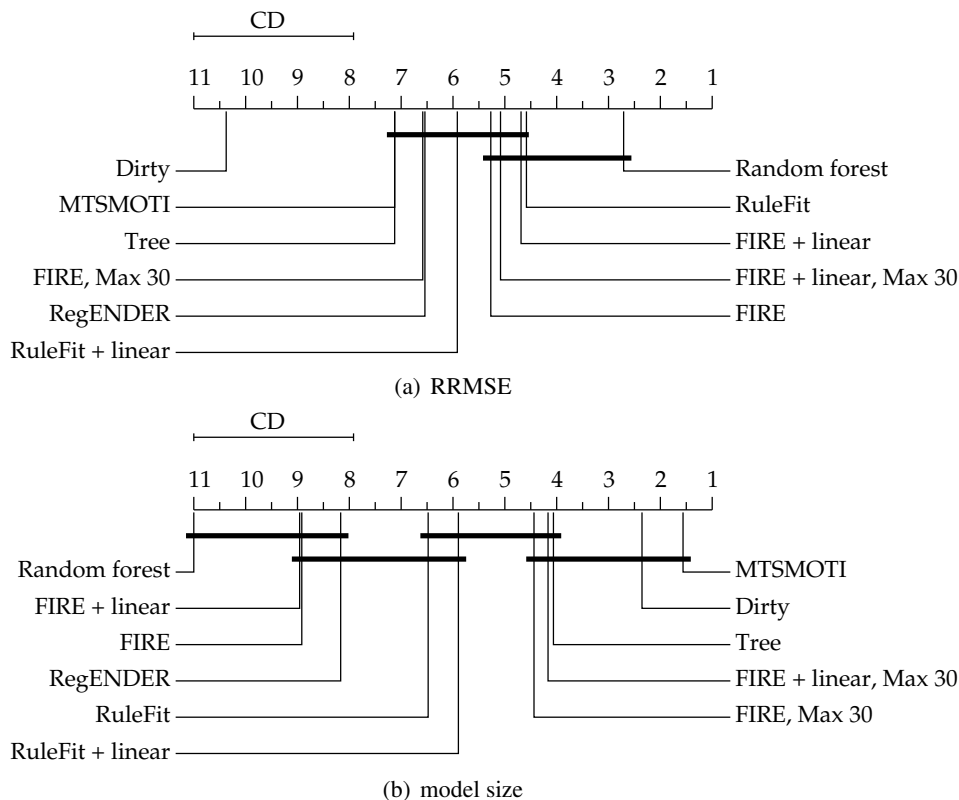 CD
11 10 9 8 7 6 5 4 3 2 1
Dirty
MTSMOTI
Tree
FIRE, Max 30
RegENDER
RuleFit + linear
Random forest
RuleFit
FIRE + linear
FIRE + linear, Max 30
FIRE
(a) RRMSE
CD
11 10 9 8 7 6 5 4 3 2 1
Random forest
FIRE + linear
FIRE
RegENDER
RuleFit
RuleFit + linear
MTSMOTI
Dirty
Tree
FIRE + linear, Max 30
FIRE, Max 30
(b) model size